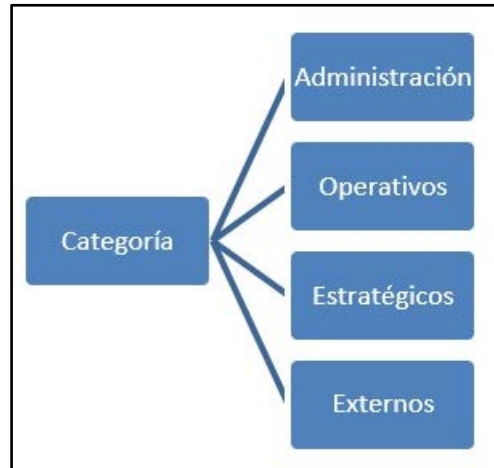 Administración
Operativos
Categoría
Estratégicos
Externos